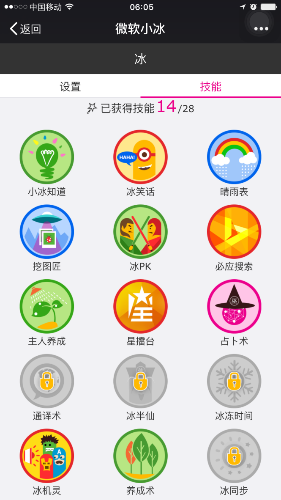 中国移动 06:05
返回 微软小冰
冰
设置 技能
已获得技能 14/28
HAHA!
小冰知道 冰笑话 晴雨表
挖图匠 冰PK 必应搜索
主人养成 星擂台 占卜术
通译术 冰半仙 冰冻时间
冰机灵 养成术 冰同步